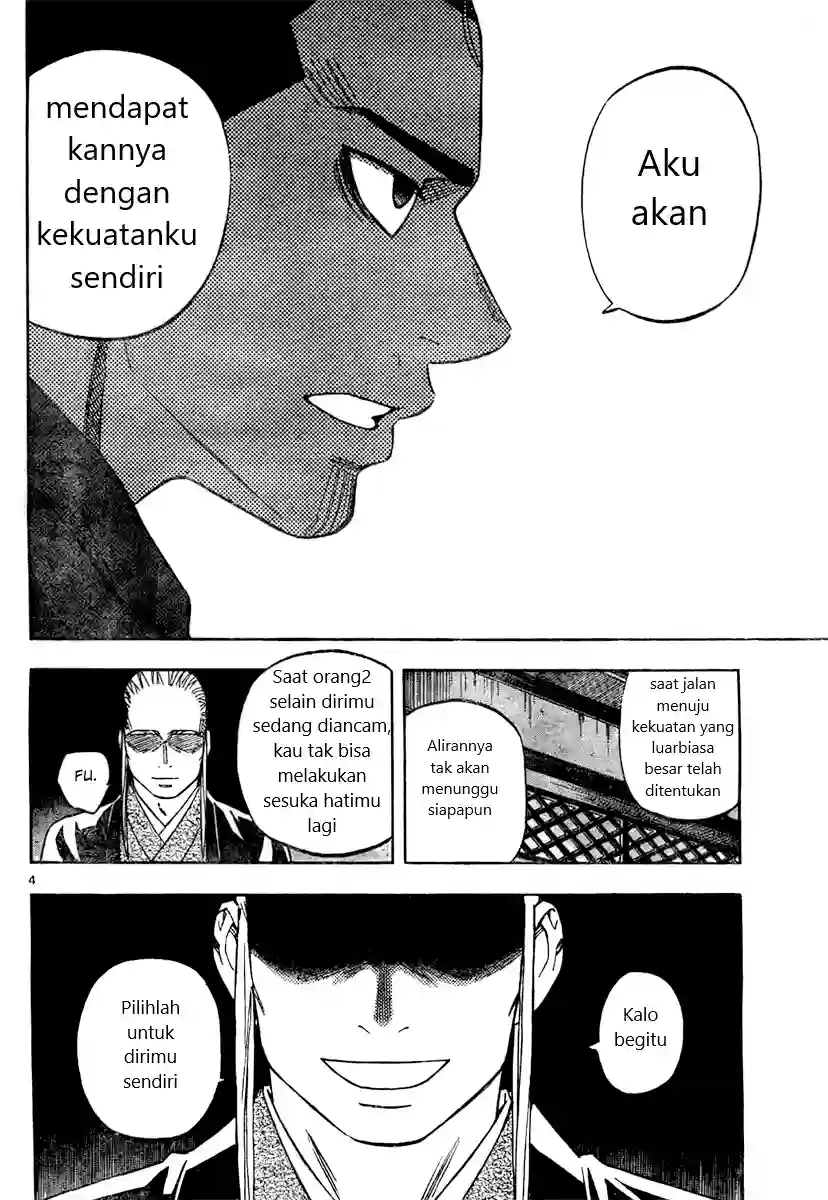 Aku
akan
mendapat
kannya
dengan
kekuatanku
sendiri
saat jalan
menuju
kekuatan yang
luarbiasa
besar telah
ditentukan
Alirannya
tak akan
menunggu
siapapun
Saat orang2
selain dirimu
sedang diancam,
kau tak bisa
melakukan
sesuka hatimu
lagi
FU.
4
Kalo
begitu
Pilihlah
untuk
dirimu
sendiri